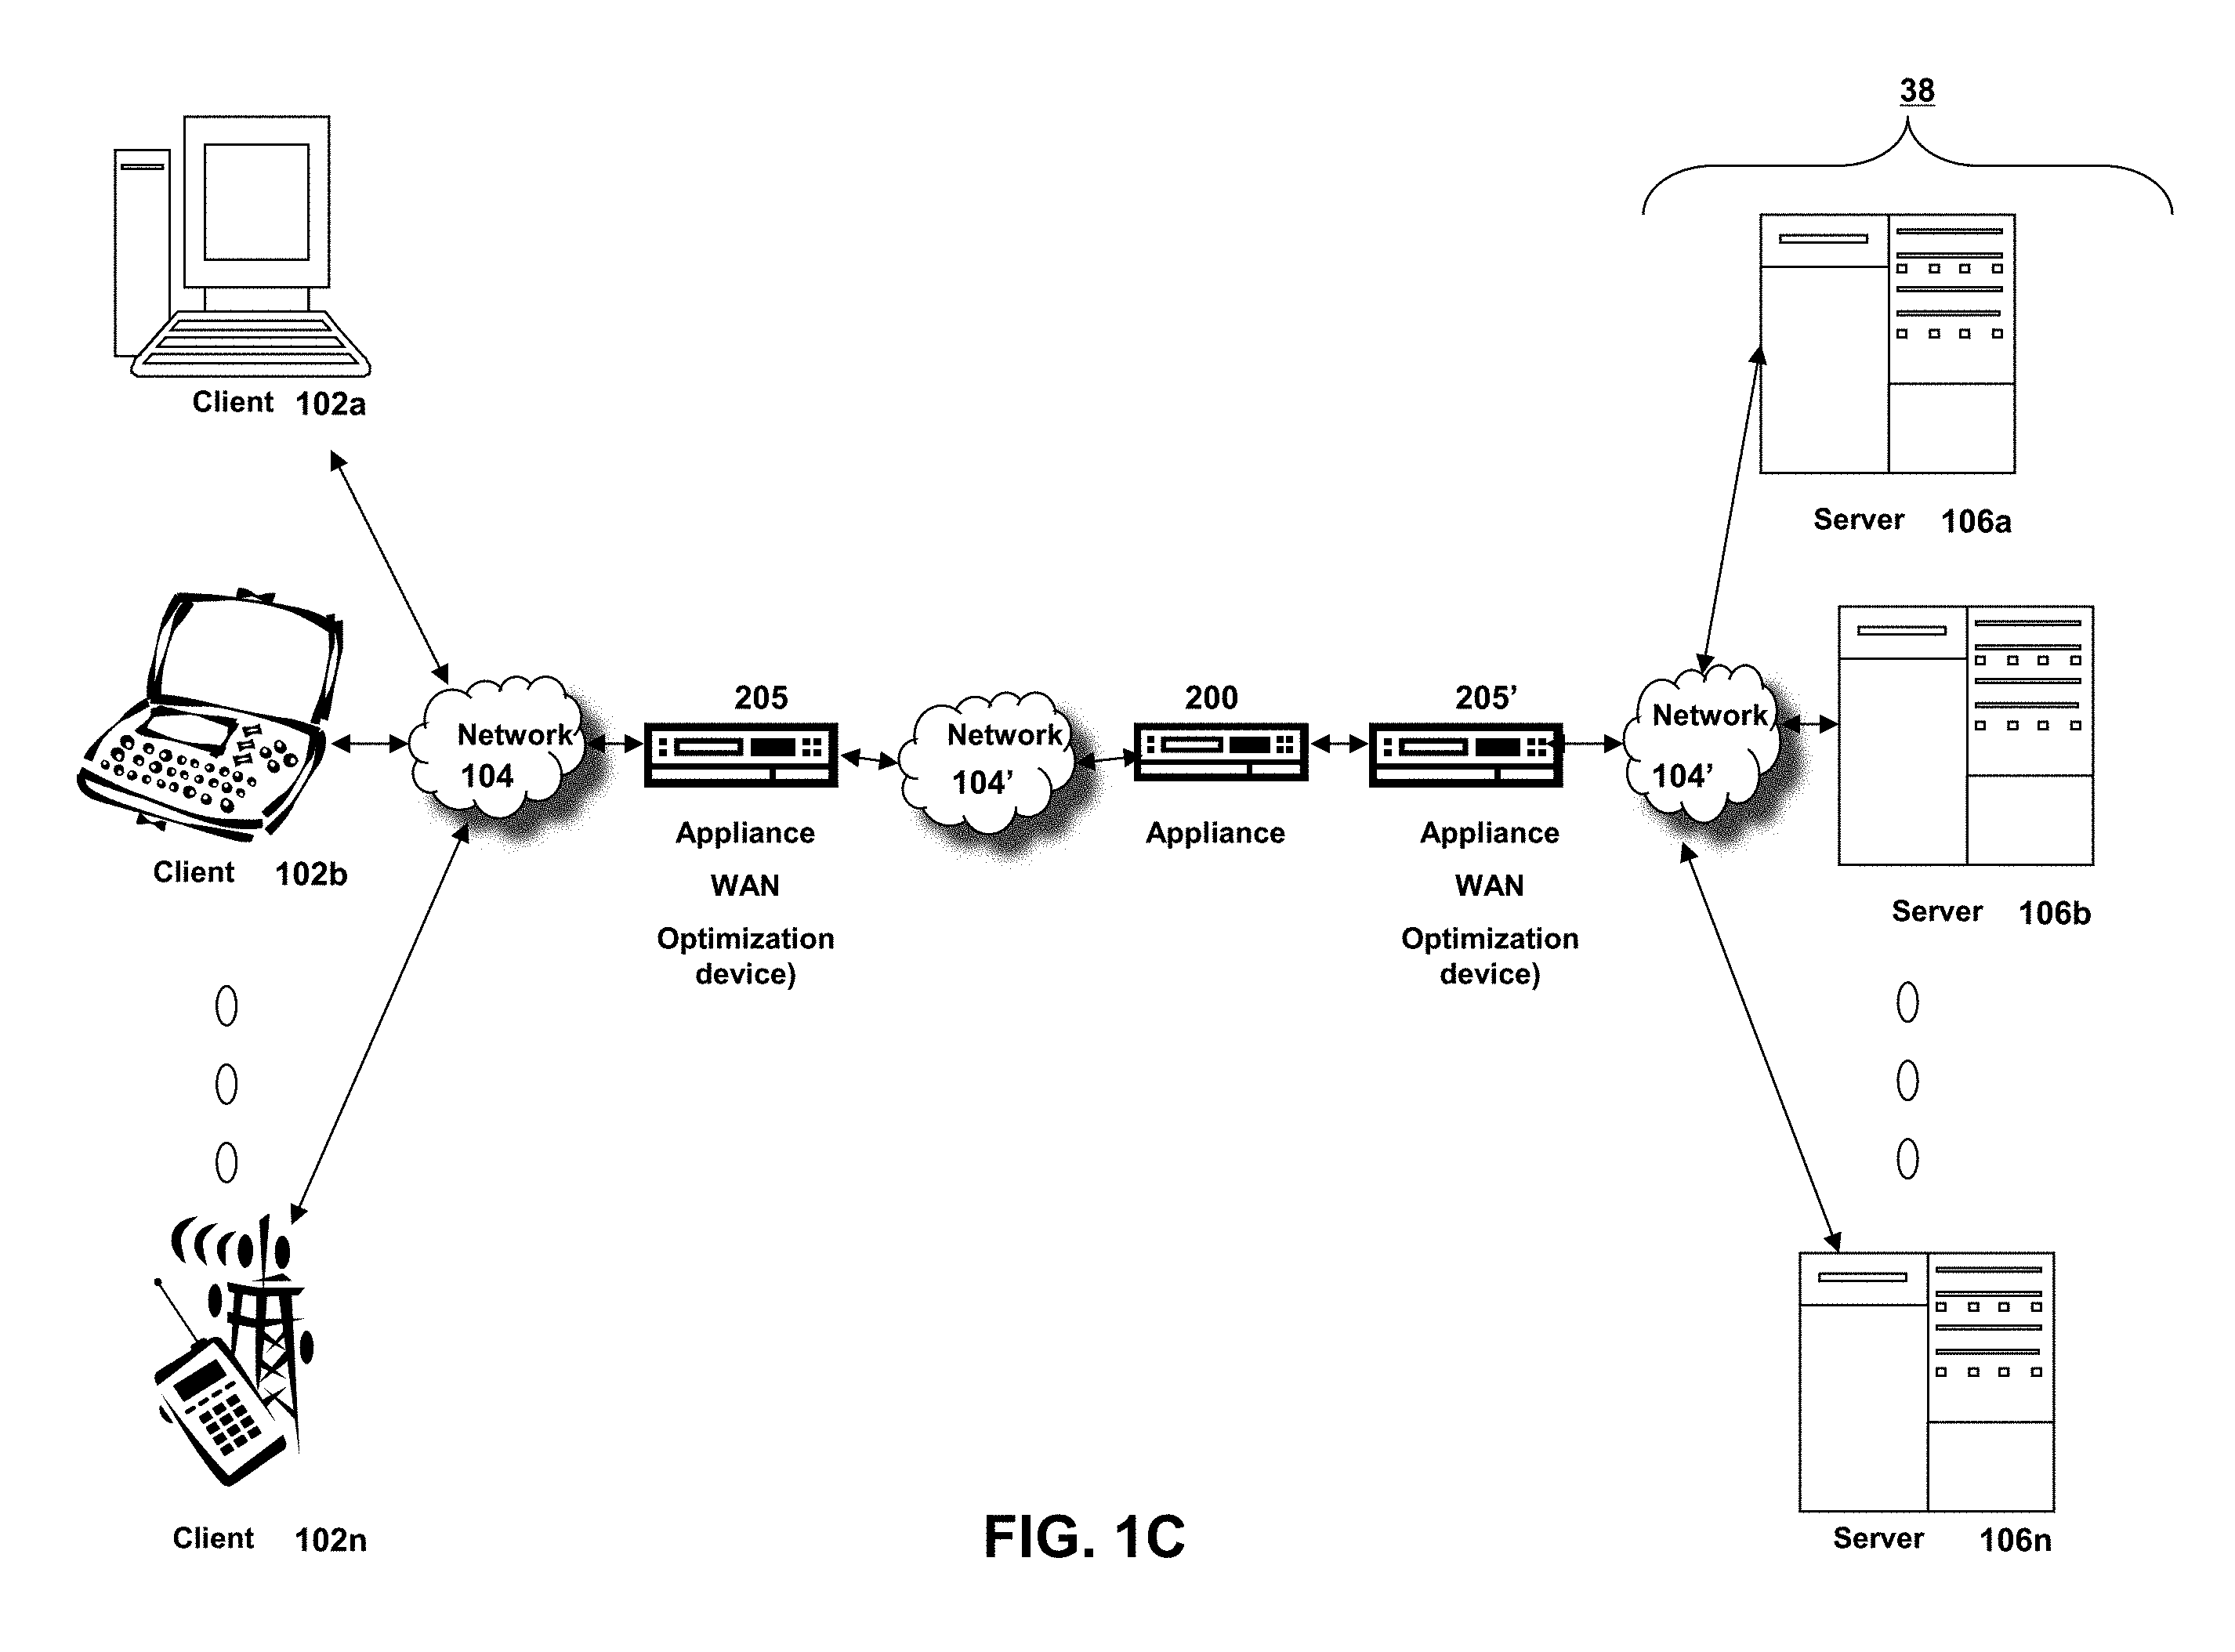 38
Client 102a
Server 106a
205
200
205’
Network
104
Network
104’
Network
104’
Appliance
WAN
Optimization
device)
Appliance
Appliance
WAN
Optimization
device)
Client 102b
Server 106b
Client 102n
Server 106n
FIG. 1C